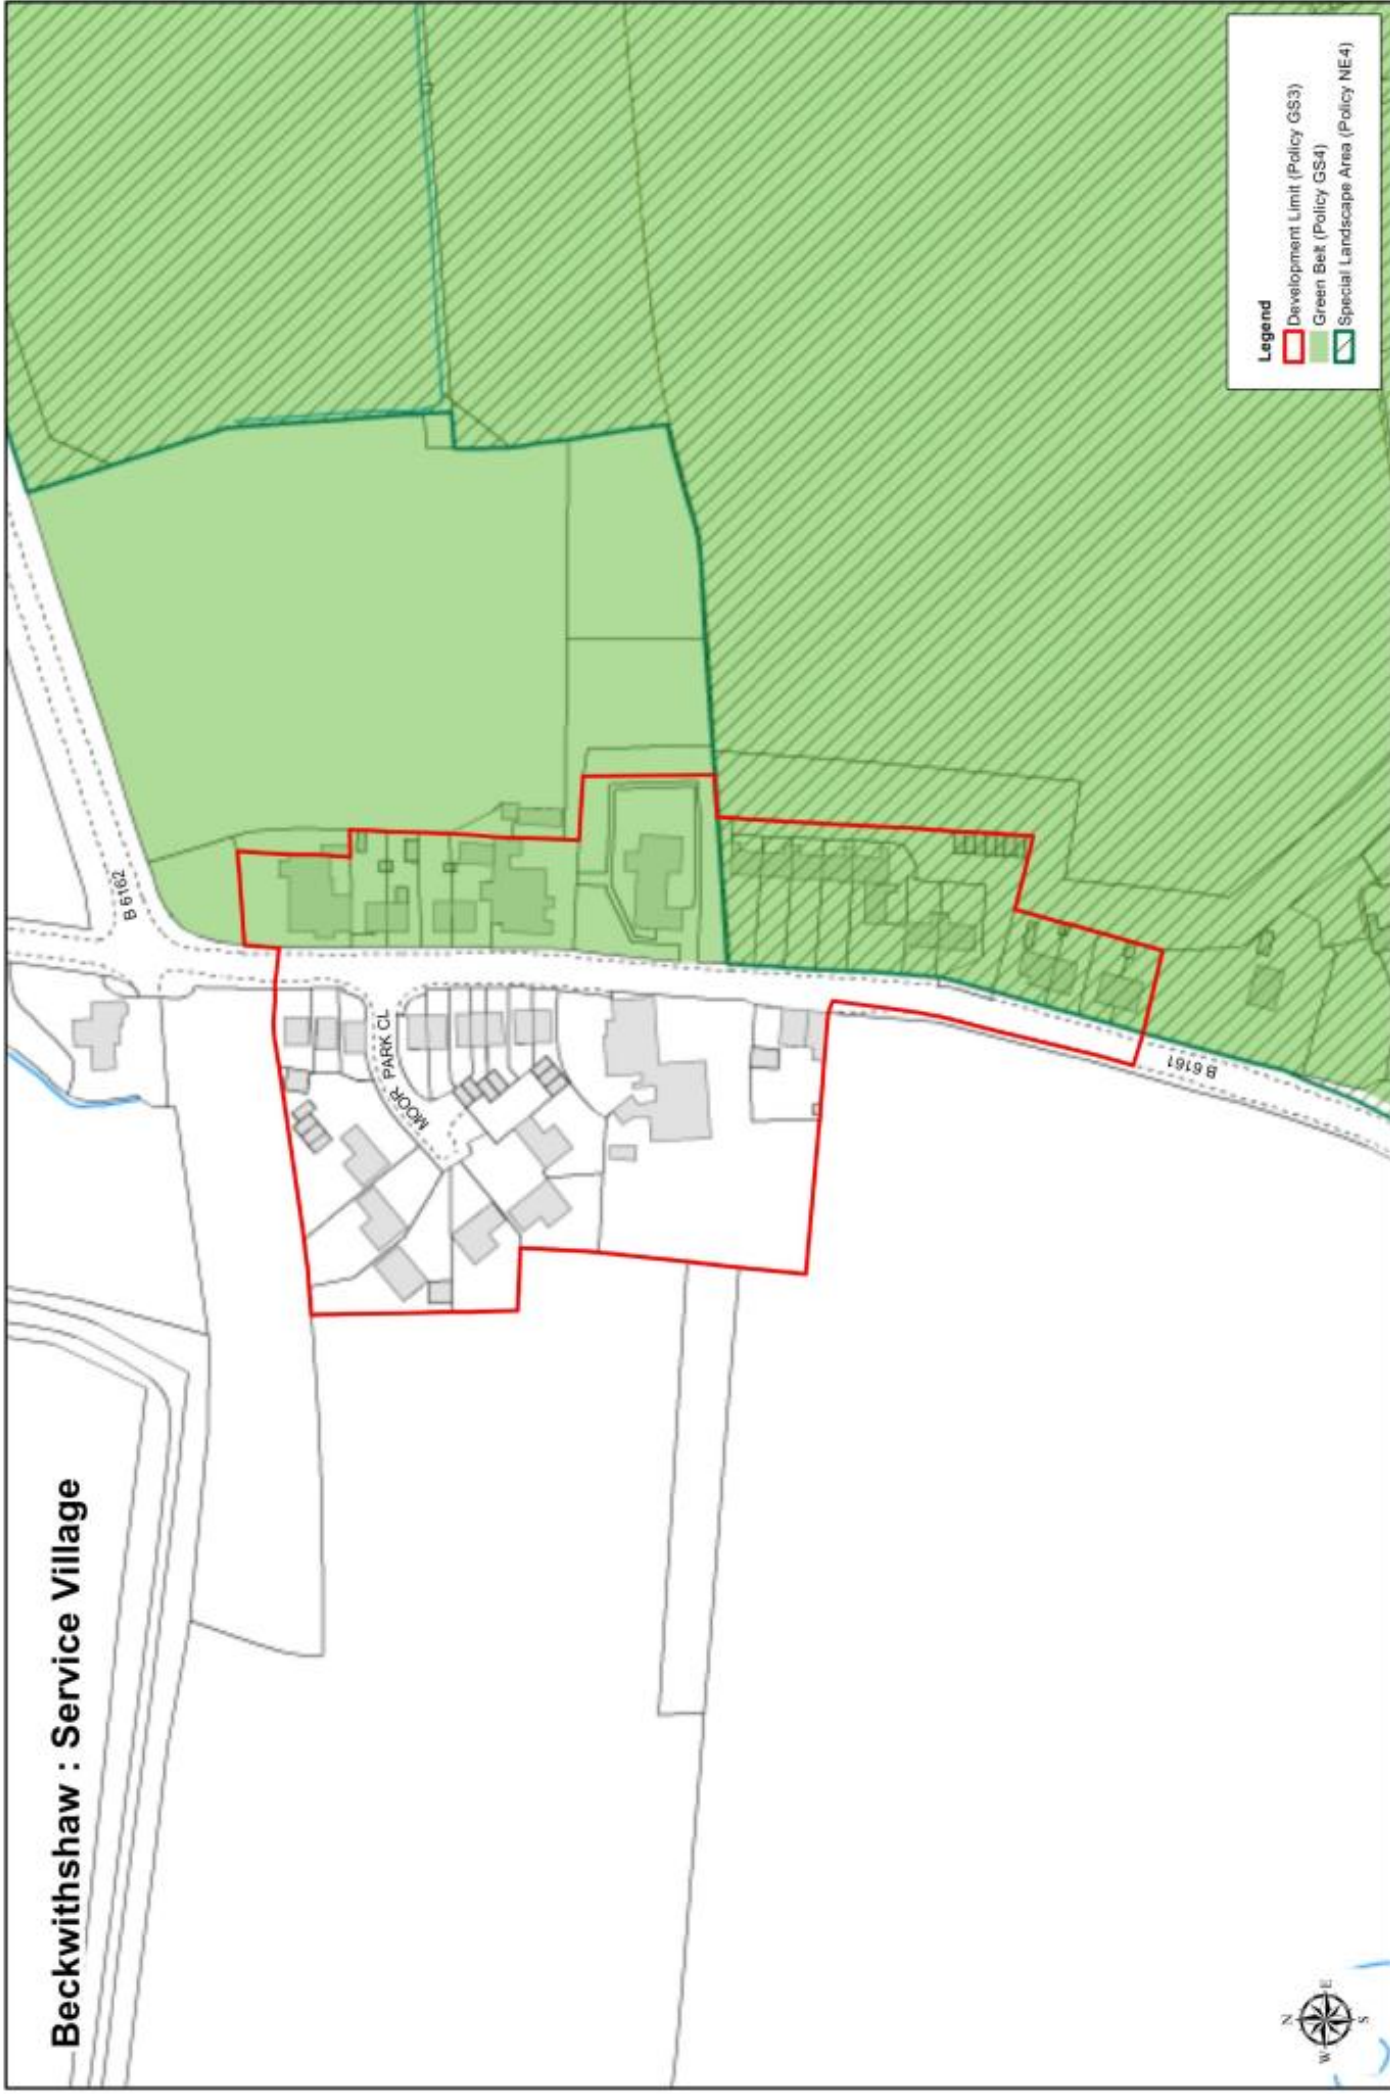 Beckwithshaw : Service Village
B 6162
MOOR PARK CL
B 6161
Legend
Development Limit (Policy GS3)
Green Belt (Policy GS4)
Special Landscape Area (Policy NE4)
N
W
E
S